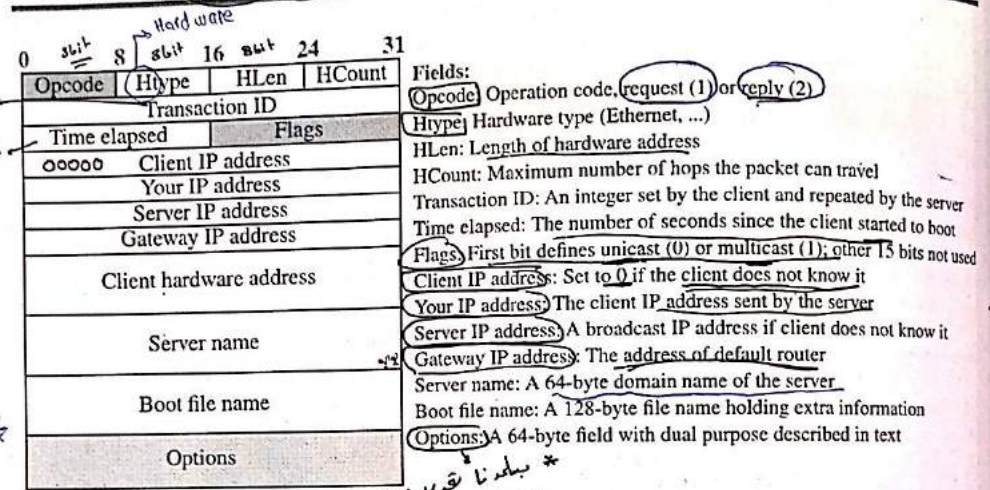 Hardware
0 8bit 8 8bit 16 8bit 24 31
Opcode Htype HLen HCount
Transaction ID
Time elapsed Flags
00000 Client IP address
Your IP address
Server IP address
Gateway IP address
Client hardware address
Server name
Boot file name
Options
Fields:
Opcode: Operation code, request (1) or reply (2)
Htype: Hardware type (Ethernet, ...)
HLen: Length of hardware address
HCount: Maximum number of hops the packet can travel
Transaction ID: An integer set by the client and repeated by the server
Time elapsed: The number of seconds since the client started to boot
Flags: First bit defines unicast (0) or multicast (1); other 15 bits not used
Client IP address: Set to 0 if the client does not know it
Your IP address: The client IP address sent by the server
Server IP address: A broadcast IP address if client does not know it
Gateway IP address: The address of default router
Server name: A 64-byte domain name of the server
Boot file name: A 128-byte file name holding extra information
Options: A 64-byte field with dual purpose described in text
*